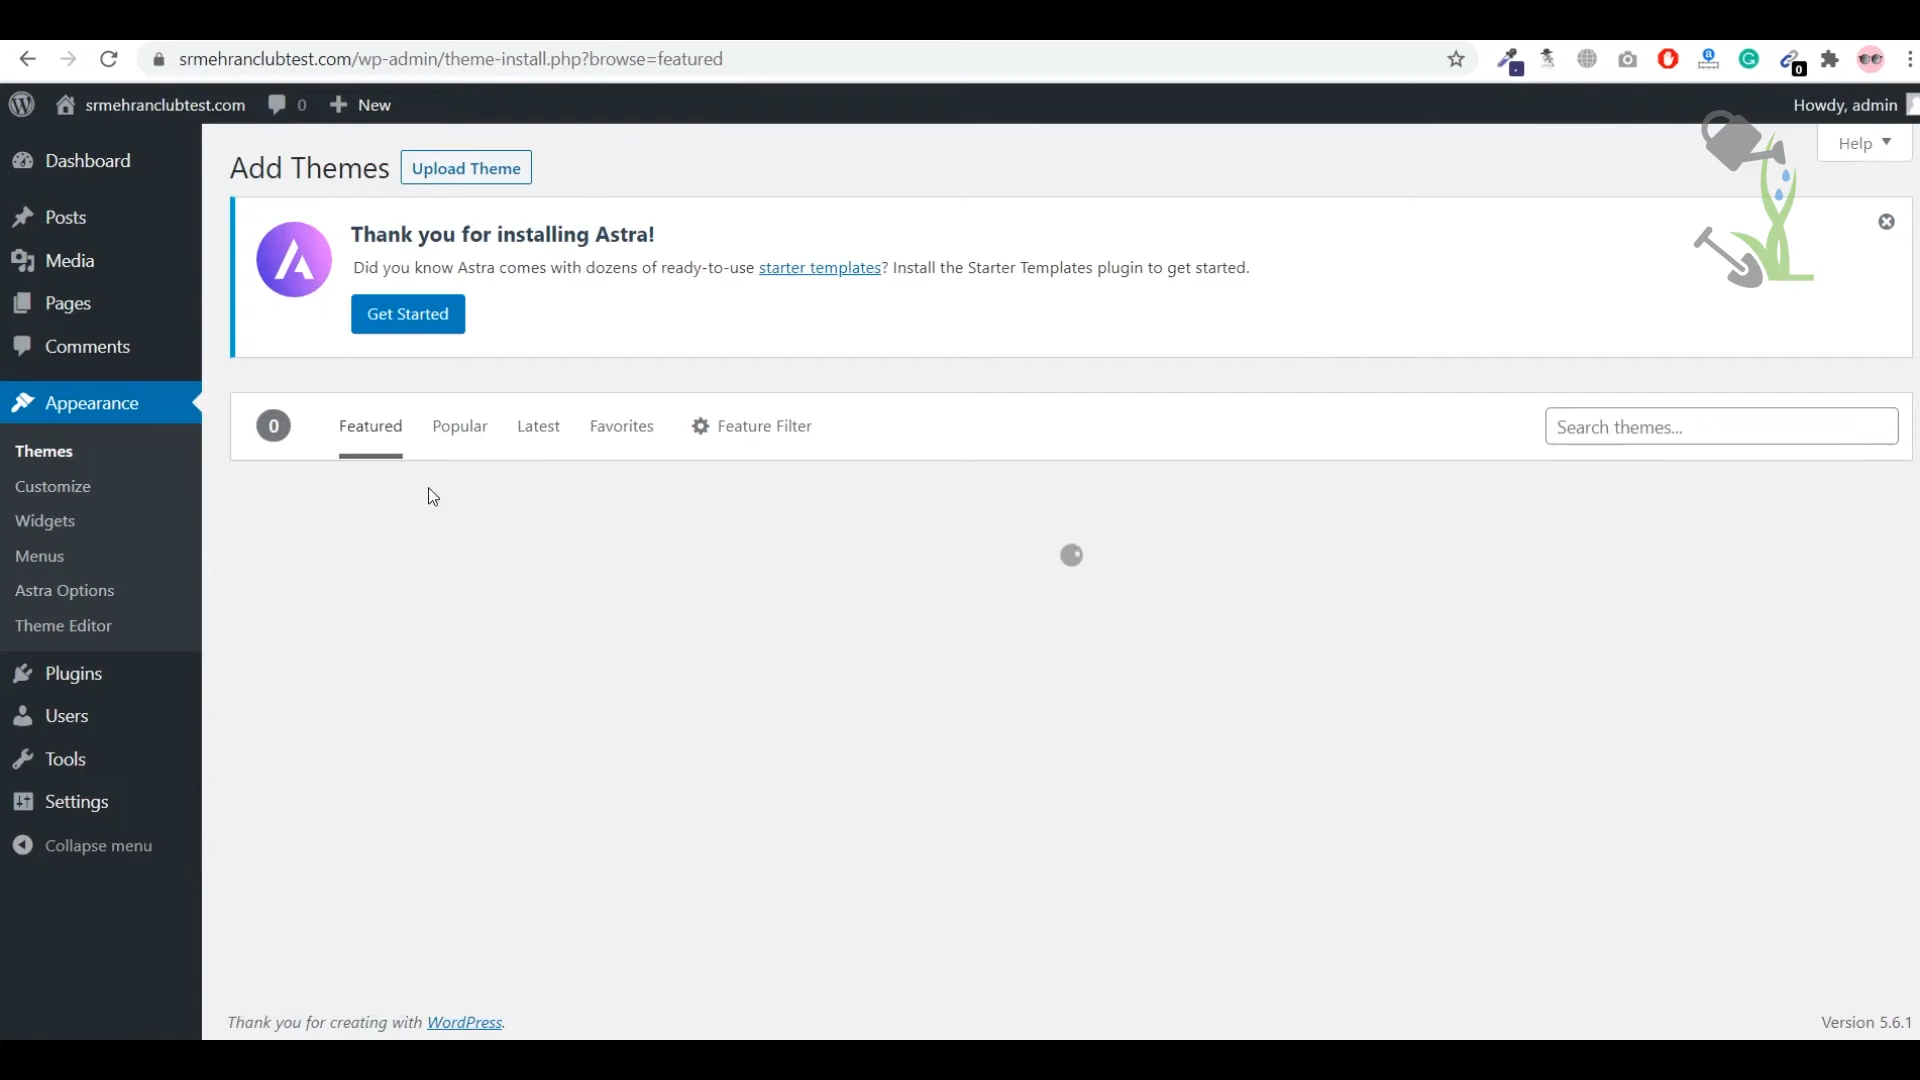 srmehranclubtest.com/wp-admin/theme-install.php?browse=featured
0
srmehranclubtest.com 0 New Howdy, admin
Help
Dashboard
Posts
Media
Pages
Comments
Appearance
Themes
Customize
Widgets
Menus
Astra Options
Theme Editor
Plugins
Users
Tools
Settings
Collapse menu
Add Themes Upload Theme
Thank you for installing Astra!
Did you know Astra comes with dozens of ready-to-use starter templates? Install the Starter Templates plugin to get started.
Get Started
0 Featured Popular Latest Favorites Feature Filter Search themes...
Thank you for creating with WordPress. Version 5.6.1